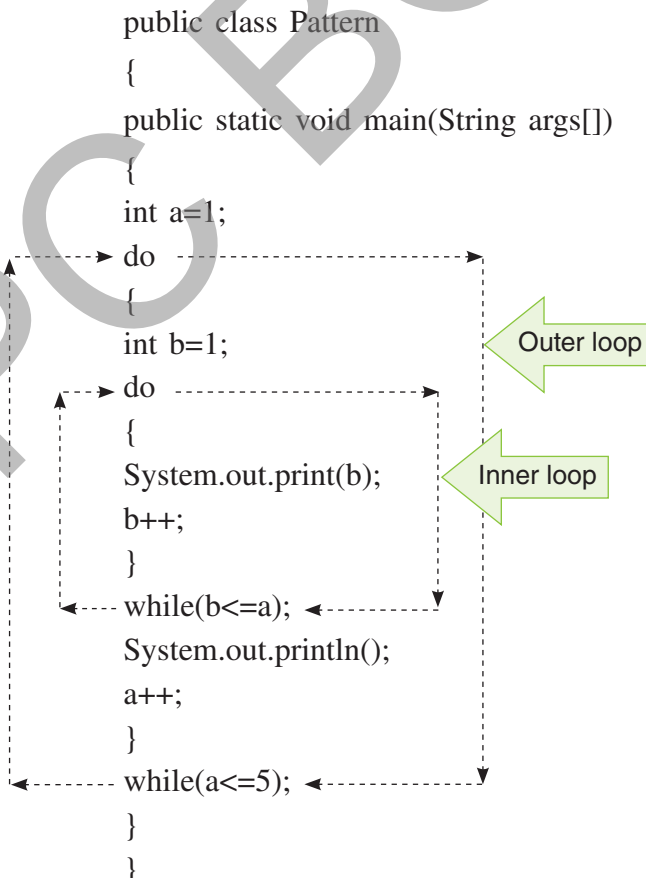 public class Pattern
{
public static void main(String args[])
{
int a=1;
do
{
int b=1;
Outer loop
do
{
System.out.print(b);
Inner loop
b++;
}
while(b<=a);
System.out.println();
a++;
}
while(a<=5);
}
}